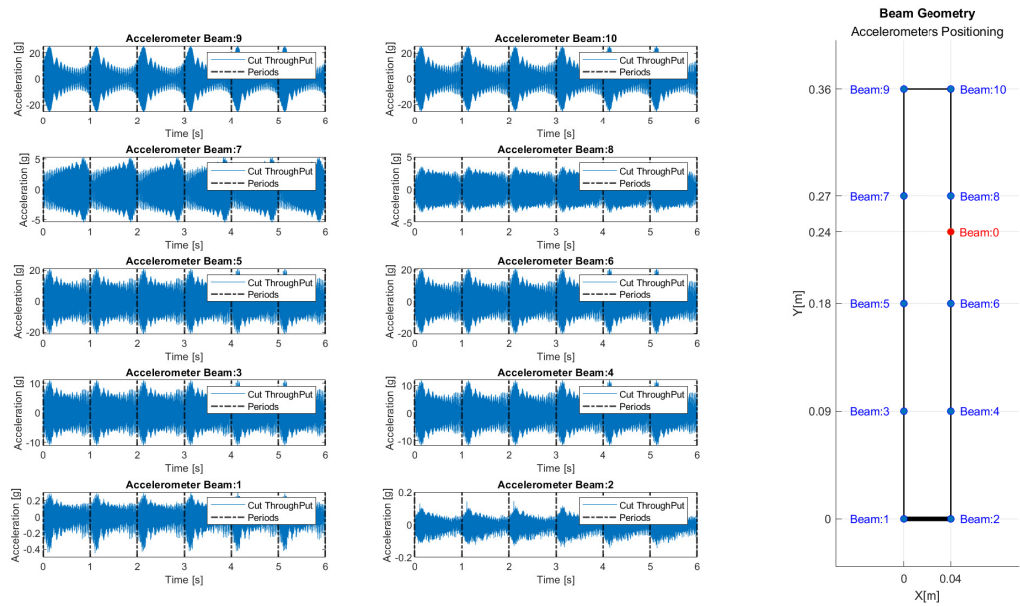 Accelerometer Beam:9
Acceleration [g]
20
0
-20
Cut ThroughPut
Periods
0 1 2 3 4 5 6
Time [s]
Accelerometer Beam:10
Acceleration [g]
20
0
-20
Cut ThroughPut
Periods
0 1 2 3 4 5 6
Time [s]
Accelerometer Beam:7
Acceleration [g]
5
0
-5
Cut ThroughPut
Periods
0 1 2 3 4 5 6
Time [s]
Accelerometer Beam:8
Acceleration [g]
5
0
-5
Cut ThroughPut
Periods
0 1 2 3 4 5 6
Time [s]
Accelerometer Beam:5
Acceleration [g]
20
0
-20
Cut ThroughPut
Periods
0 1 2 3 4 5 6
Time [s]
Accelerometer Beam:6
Acceleration [g]
20
0
-20
Cut ThroughPut
Periods
0 1 2 3 4 5 6
Time [s]
Accelerometer Beam:3
Acceleration [g]
10
0
-10
Cut ThroughPut
Periods
0 1 2 3 4 5 6
Time [s]
Accelerometer Beam:4
Acceleration [g]
10
0
-10
Cut ThroughPut
Periods
0 1 2 3 4 5 6
Time [s]
Accelerometer Beam:1
Acceleration [g]
0.2
0
-0.2
-0.4
Cut ThroughPut
Periods
0 1 2 3 4 5 6
Time [s]
Accelerometer Beam:2
Acceleration [g]
0.2
0
-0.2
Cut ThroughPut
Periods
0 1 2 3 4 5 6
Time [s]
Beam Geometry
Accelerometers Positioning
0.36 Beam:9 Beam:10
0.27 Beam:7 Beam:8
0.24 Beam:0
Y[m]
0.18 Beam:5 Beam:6
0.09 Beam:3 Beam:4
0 Beam:1 Beam:2
0 0.04
X[m]